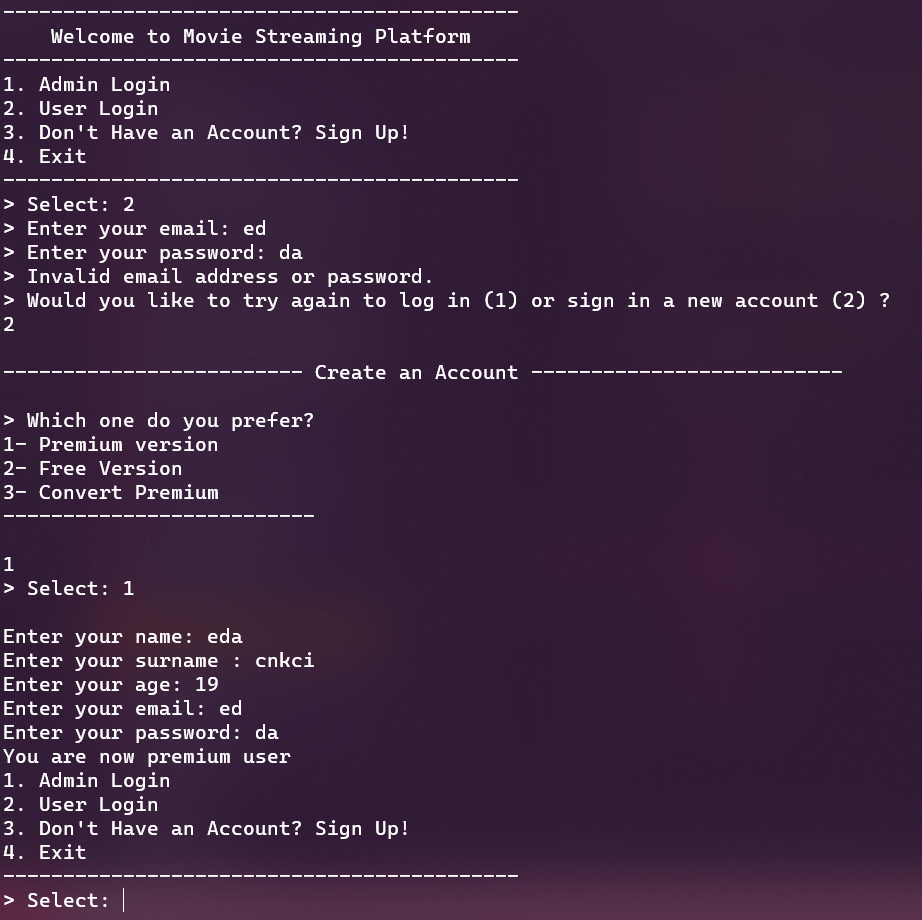 -------------------------------------------
    Welcome to Movie Streaming Platform
-------------------------------------------
1. Admin Login
2. User Login
3. Don't Have an Account? Sign Up!
4. Exit
-------------------------------------------
> Select: 2
> Enter your email: ed
> Enter your password: da
> Invalid email address or password.
> Would you like to try again to log in (1) or sign in a new account (2) ?
2
------------------------- Create an Account --------------------------
> Which one do you prefer?
1- Premium version
2- Free Version
3- Convert Premium
--------------------------
1
> Select: 1
Enter your name: eda
Enter your surname : cnkci
Enter your age: 19
Enter your email: ed
Enter your password: da
You are now premium user
1. Admin Login
2. User Login
3. Don't Have an Account? Sign Up!
4. Exit
-------------------------------------------
> Select: